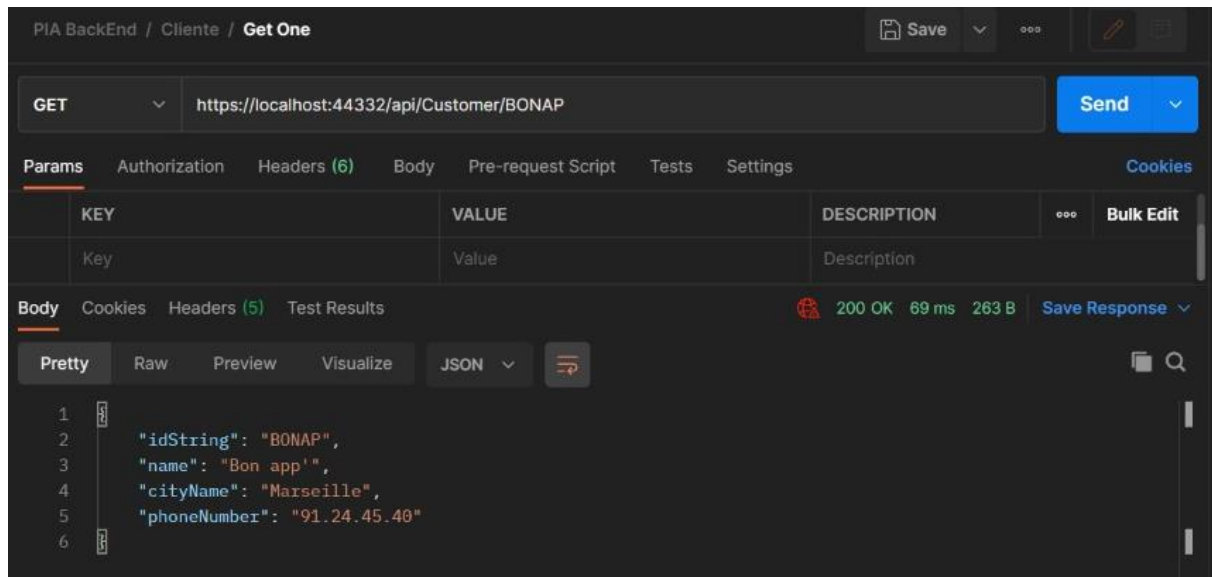 PIA BackEnd / Cliente / Get One Save ooo
GET https://localhost:44332/api/Customer/BONAP Send
Params Authorization Headers (6) Body Pre-request Script Tests Settings Cookies
KEY VALUE DESCRIPTION ooo Bulk Edit
Key Value Description
Body Cookies Headers (5) Test Results 200 OK 69 ms 263 B Save Response
Pretty Raw Preview Visualize JSON
1 {
2 "idString": "BONAP",
3 "name": "Bon app'",
4 "cityName": "Marseille",
5 "phoneNumber": "91.24.45.40"
6 }